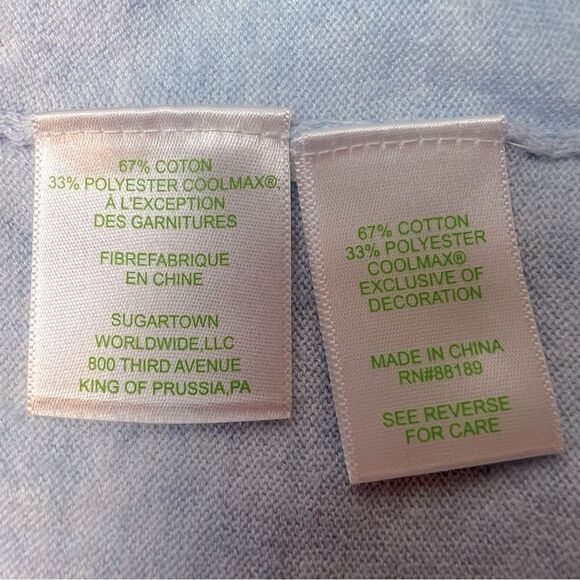 67% COTON
33% POLYESTER COOLMAX®,
À L'EXCEPTION
DES GARNITURES
FIBREFABRIQUE
EN CHINE
SUGARTOWN
WORLDWIDE,LLC
800 THIRD AVENUE
KING OF PRUSSIA,PA
67% COTTON
33% POLYESTER
COOLMAX®
EXCLUSIVE OF
DECORATION
MADE IN CHINA
RN#88189
SEE REVERSE
FOR CARE